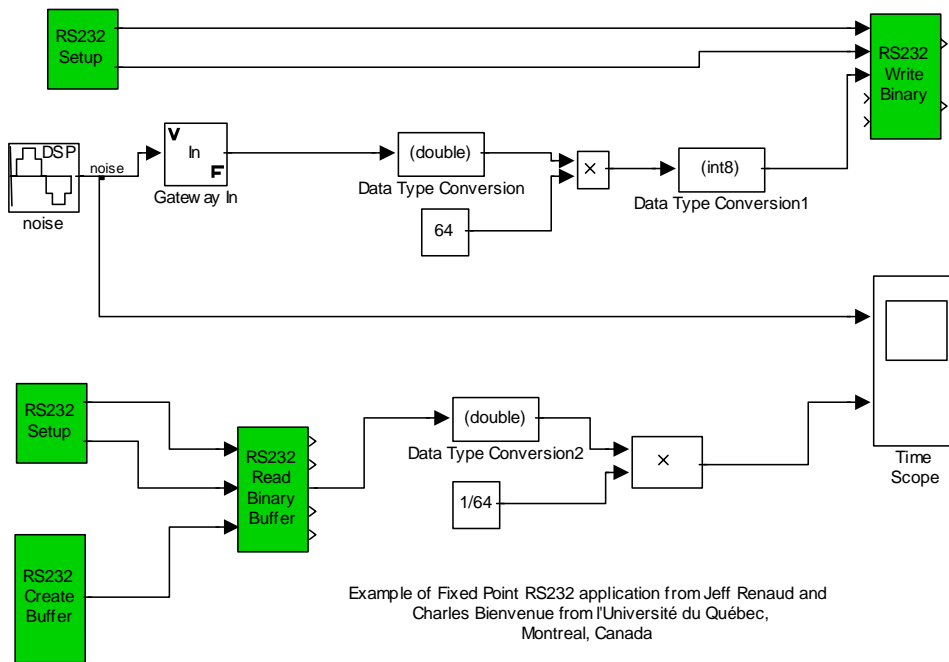 RS232
Setup
RS232
Write
Binary
DSP
noise
noise
V
In
F
Gateway In
(double)
Data Type Conversion
64
×
(int8)
Data Type Conversion1
RS232
Setup
RS232
Read
Binary
Buffer
(double)
Data Type Conversion2
1/64
×
Time
Scope
RS232
Create
Buffer
Example of Fixed Point RS232 application from Jeff Renaud and
Charles Bienvenue from l'Université du Québec,
Montreal, Canada